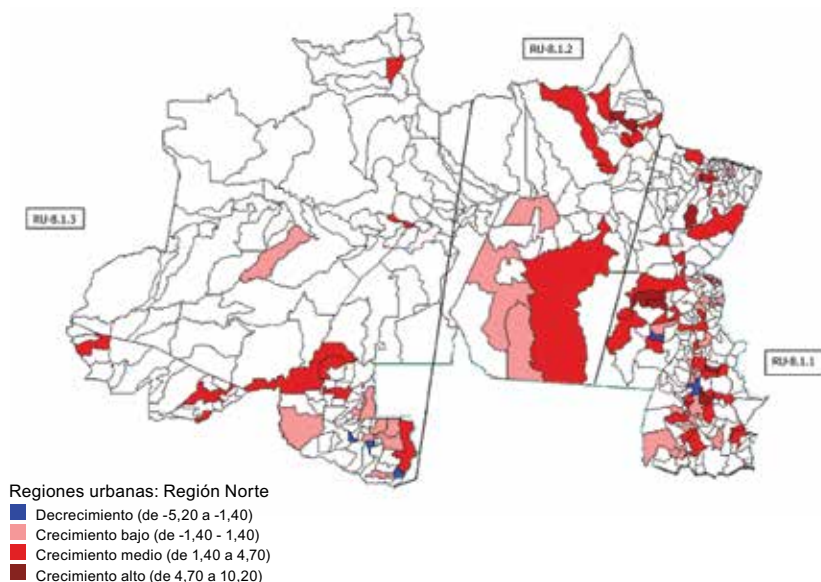 RU-8.1.2
RU-8.1.3
RU-8.1.1
Regiones urbanas: Región Norte
Decrecimiento (de -5,20 a -1,40)
Crecimiento bajo (de -1,40 - 1,40)
Crecimiento medio (de 1,40 a 4,70)
Crecimiento alto (de 4,70 a 10,20)